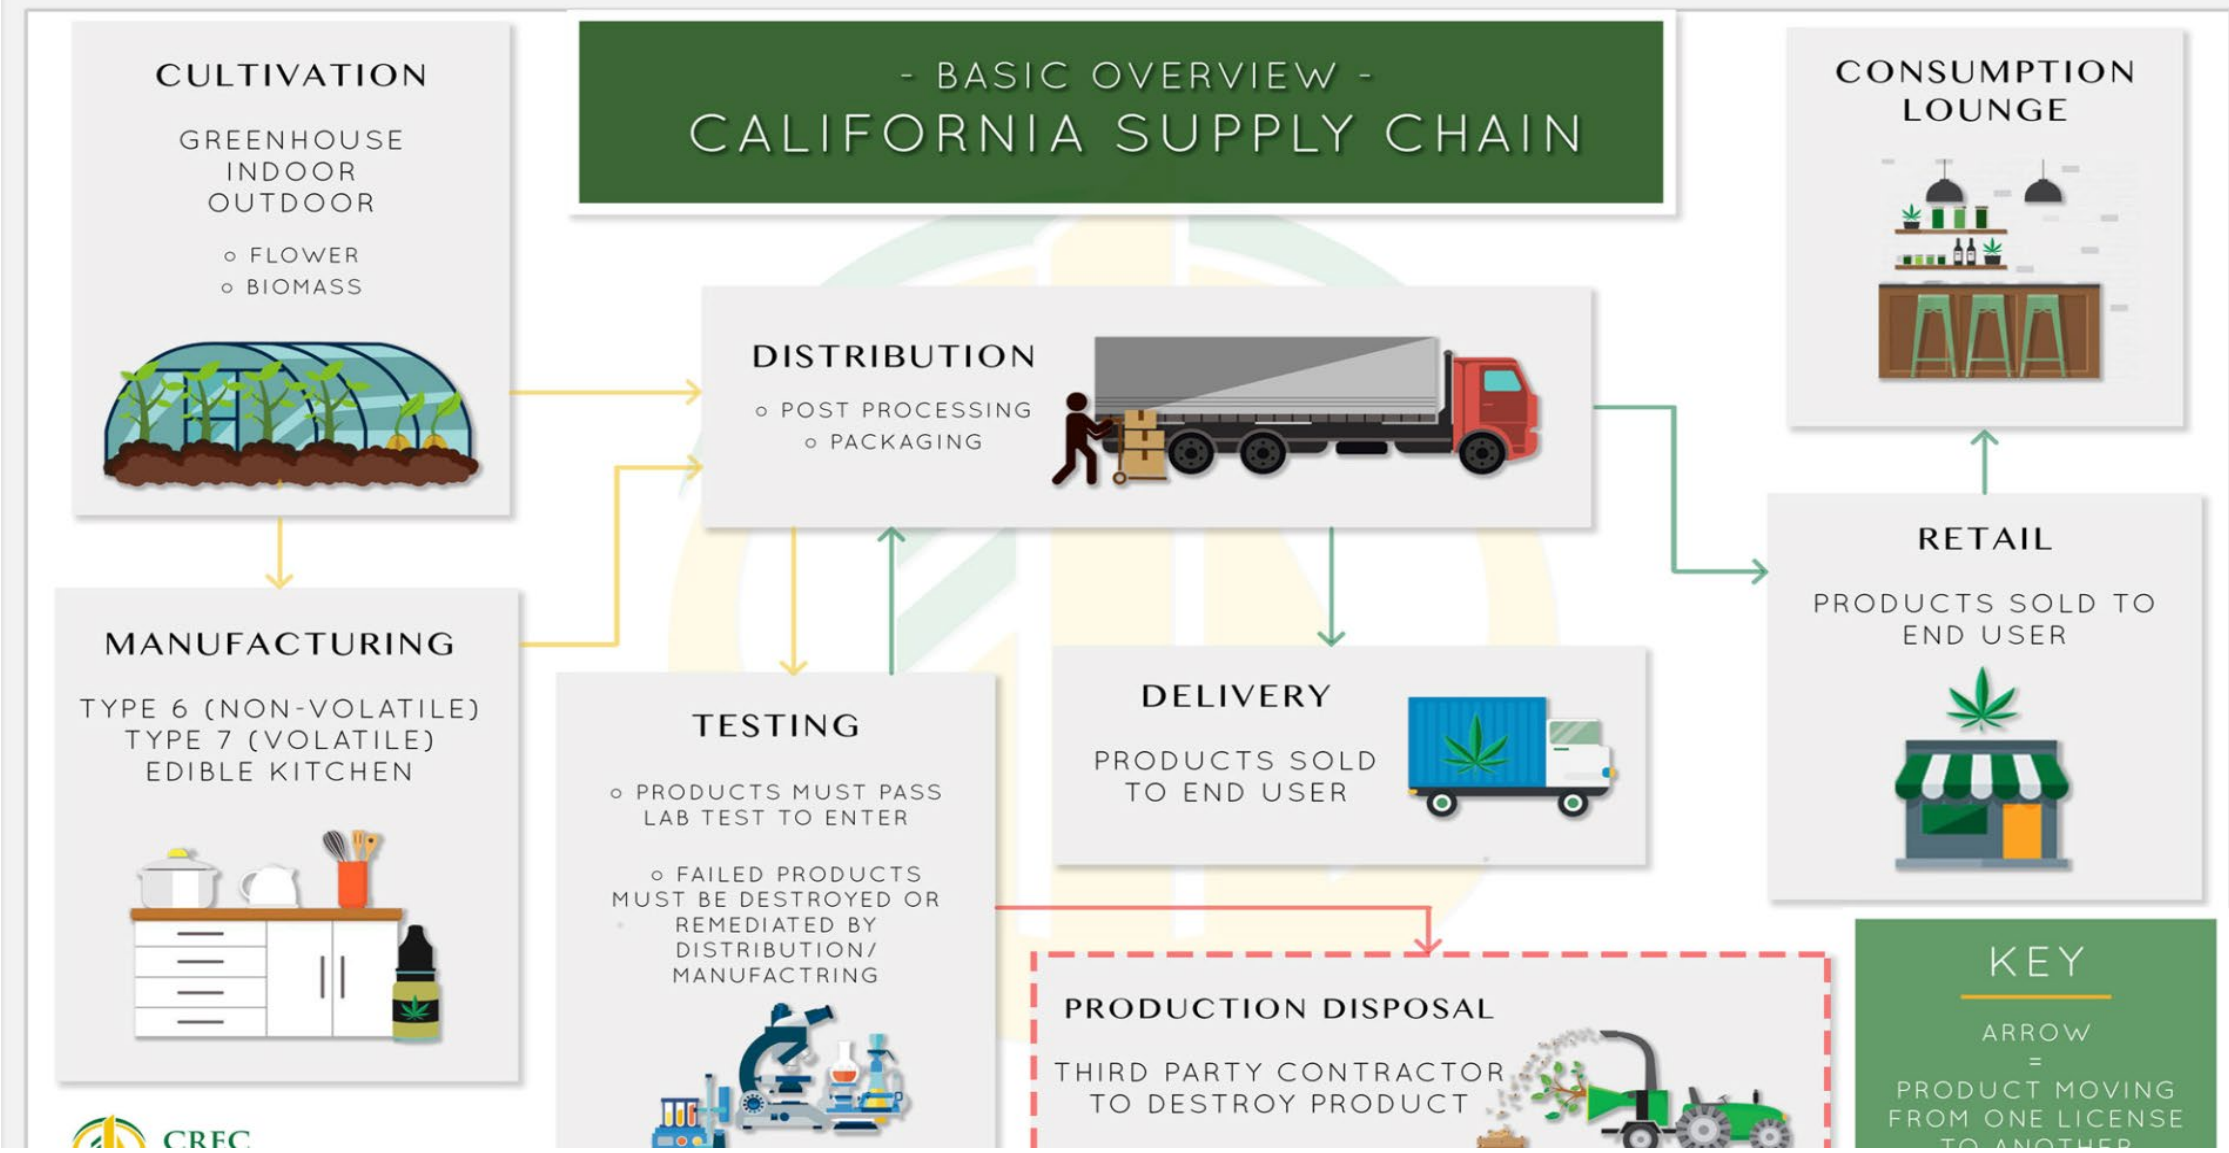 CULTIVATION
GREENHOUSE
INDOOR
OUTDOOR
○ FLOWER
○ BIOMASS
- BASIC OVERVIEW -
CALIFORNIA SUPPLY CHAIN
CONSUMPTION
LOUNGE
DISTRIBUTION
○ POST PROCESSING
○ PACKAGING
RETAIL
PRODUCTS SOLD TO
END USER
MANUFACTURING
TYPE 6 (NON-VOLATILE)
TYPE 7 (VOLATILE)
EDIBLE KITCHEN
TESTING
○ PRODUCTS MUST PASS
LAB TEST TO ENTER
○ FAILED PRODUCTS
MUST BE DESTROYED OR
REMEDIATED BY
DISTRIBUTION/
MANUFACTRING
DELIVERY
PRODUCTS SOLD
TO END USER
PRODUCTION DISPOSAL
THIRD PARTY CONTRACTOR
TO DESTROY PRODUCT
KEY
ARROW
=
PRODUCT MOVING
FROM ONE LICENSE
TO ANOTHER
CREC